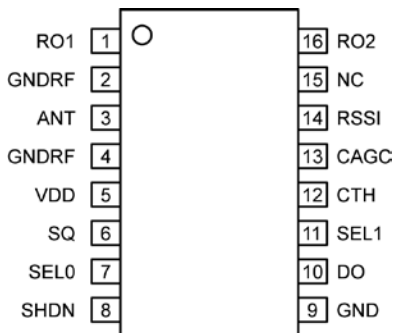 RO1 1 16 RO2
GNDRF 2 15 NC
ANT 3 14 RSSI
GNDRF 4 13 CAGC
VDD 5 12 CTH
SQ 6 11 SEL1
SEL0 7 10 DO
SHDN 8 9 GND